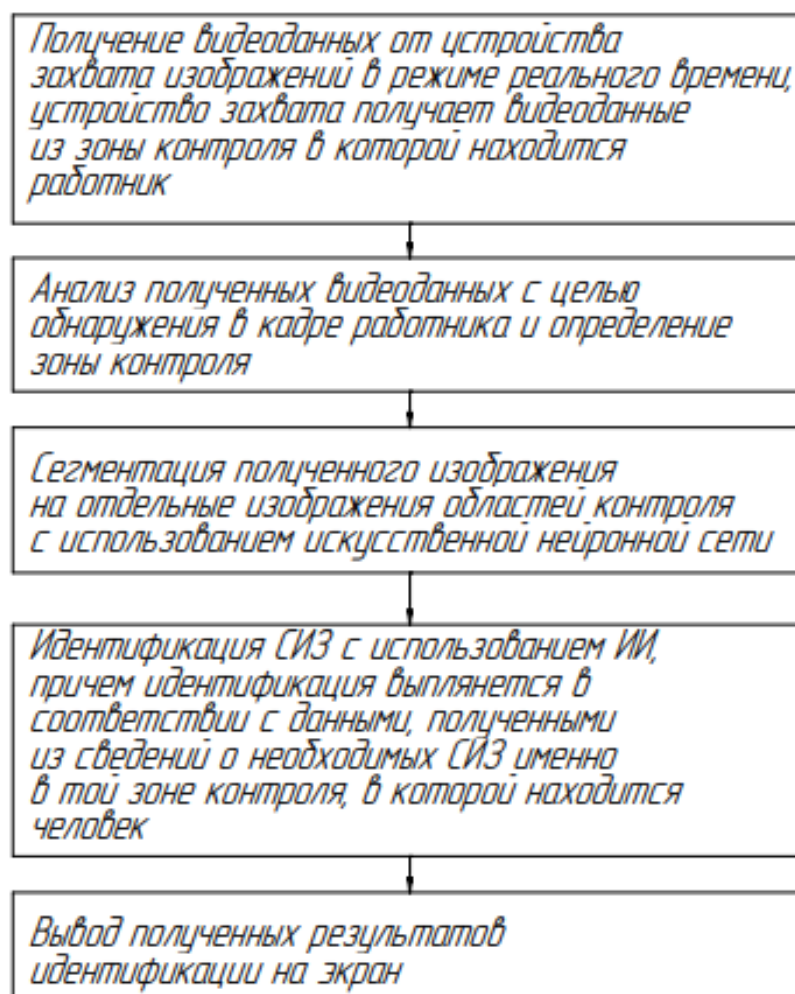 Получение видеоданных от устройства
захвата изображений в режиме реального времени,
устройство захвата получает видеоданные
из зоны контроля в которой находится
работник
Анализ полученных видеоданных с целью
обнаружения в кадре работника и определение
зоны контроля
Сегментация полученного изображения
на отдельные изображения областей контроля
с использованием искусственной нейронной сети
Идентификация СИЗ с использованием ИИ,
причем идентификация выплянется в
соответствии с данными, полученными
из сведений о необходимых СИЗ именно
в той зоне контроля, в которой находится
человек
Вывод полученных результатов
идентификации на экран